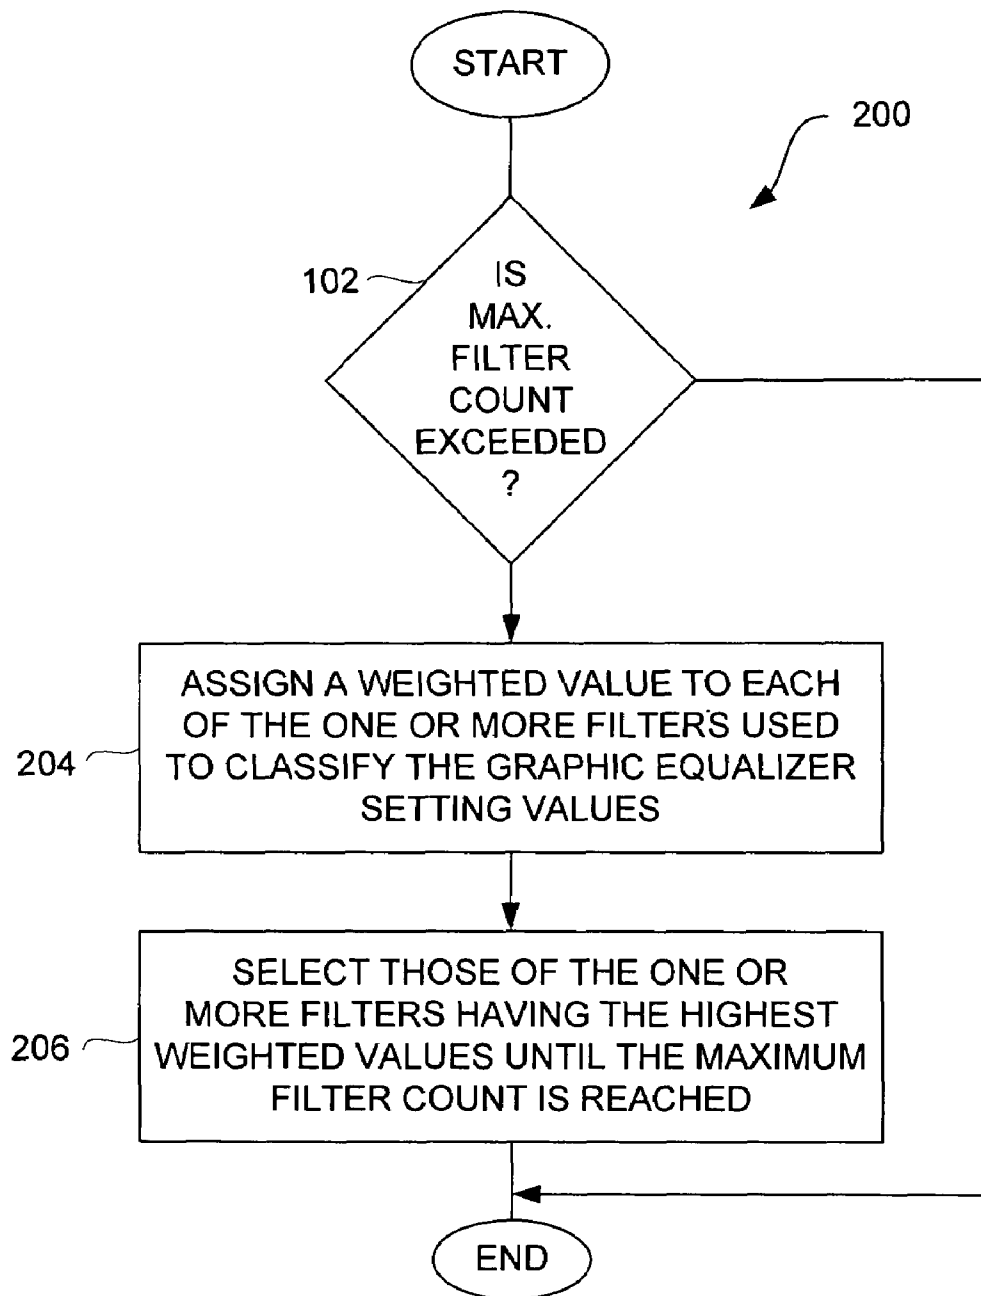 START
200
102
IS
MAX.
FILTER
COUNT
EXCEEDED
?
204
ASSIGN A WEIGHTED VALUE TO EACH
OF THE ONE OR MORE FILTERS USED
TO CLASSIFY THE GRAPHIC EQUALIZER
SETTING VALUES
206
SELECT THOSE OF THE ONE OR
MORE FILTERS HAVING THE HIGHEST
WEIGHTED VALUES UNTIL THE MAXIMUM
FILTER COUNT IS REACHED
END